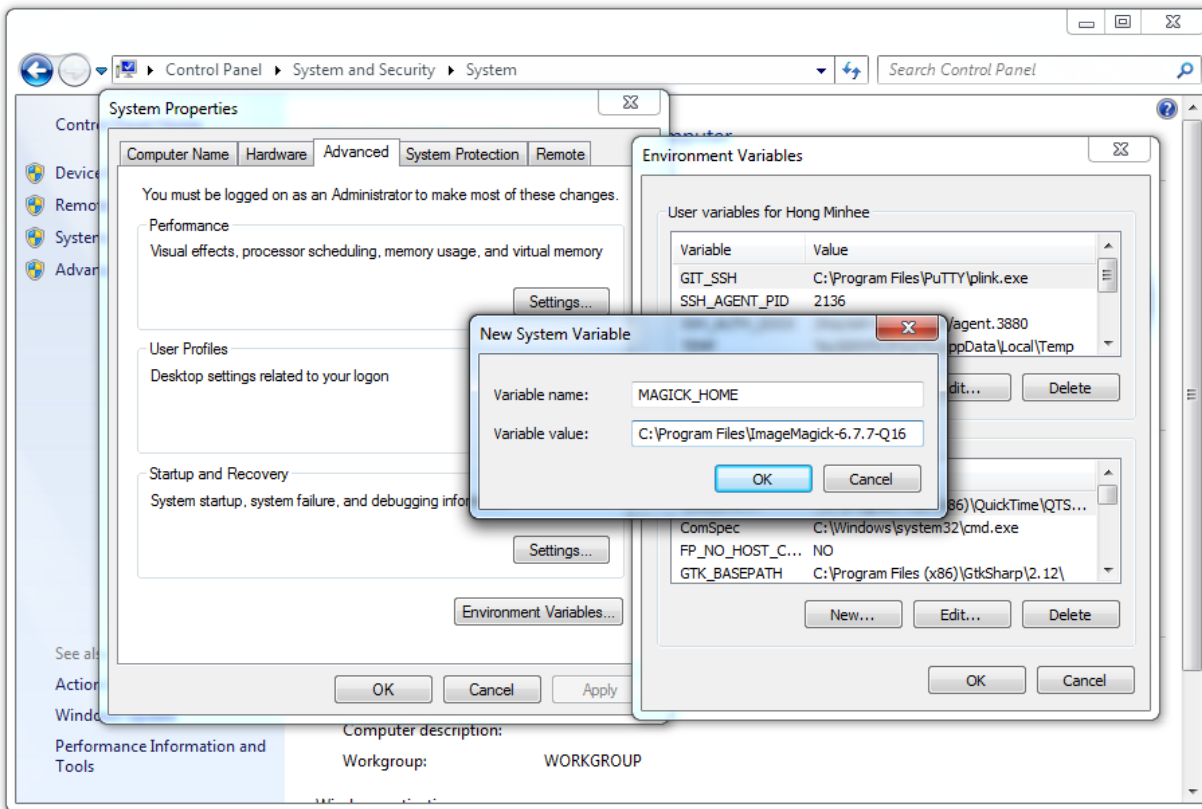 Control Panel System and Security System
Search Control Panel
System Properties
Computer Name Hardware Advanced System Protection Remote
You must be logged on as an Administrator to make most of these changes.
Performance
Visual effects, processor scheduling, memory usage, and virtual memory
Settings...
User Profiles
Desktop settings related to your logon
Startup and Recovery
System startup, system failure, and debugging
Settings...
Environment Variables...
OK Cancel Apply
Environment Variables
User variables for Hong Minhee
Variable Value
GIT_SSH C:\Program Files\PuTTY\plink.exe
SSH_AGENT_PID 2136
/agent.3880
ppData\Local\Temp
dit... Delete
New System Variable
Variable name: MAGICK_HOME
Variable value: C:\Program Files\ImageMagick-6.7.7-Q16
OK Cancel
86)\QuickTime\QTS...
ComSpec C:\Windows\system32\cmd.exe
FP_NO_HOST_C... NO
GTK_BASEPATH C:\Program Files (x86)\GtkSharp\2.12\
New... Edit... Delete
OK Cancel
Contr
Device
Remo
System
Advan
See als
Action
Windo
Performance Information and
Tools
Computer description:
Workgroup: WORKGROUP